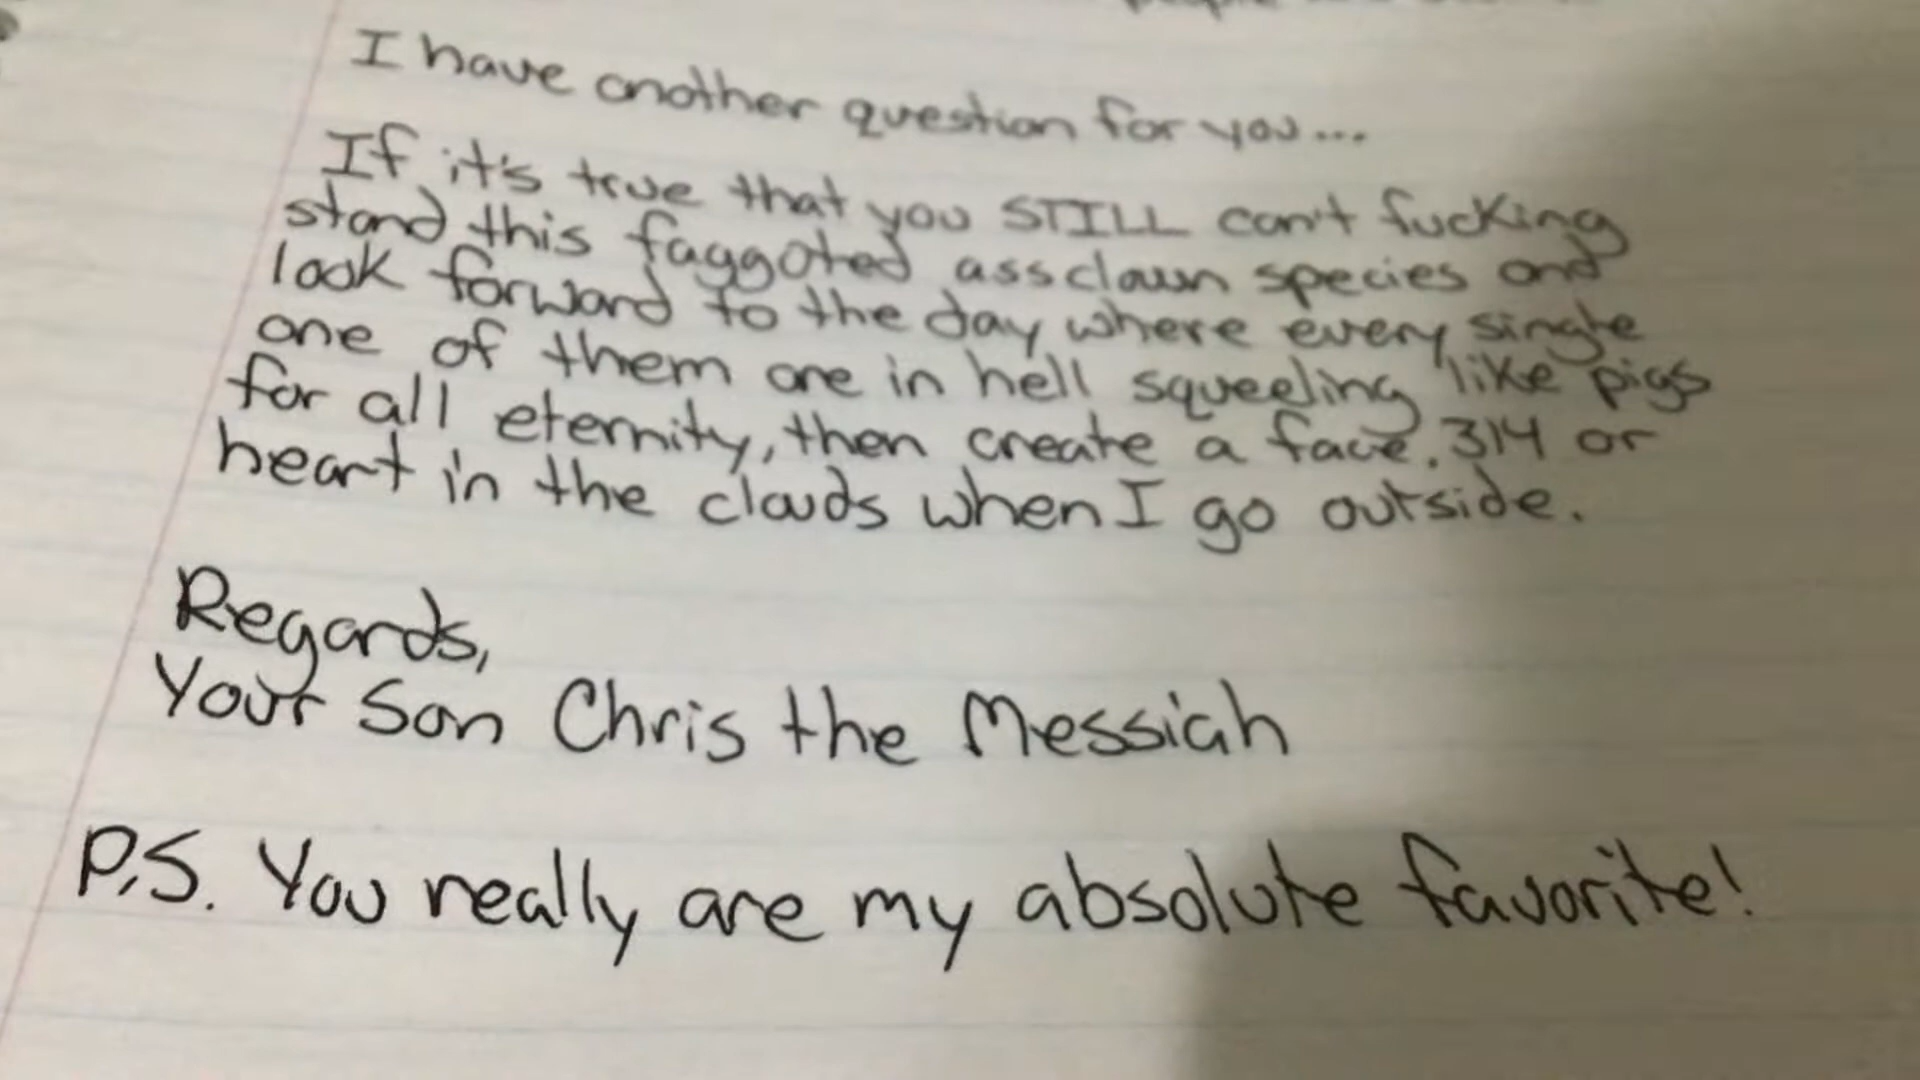 I have another question for you...
If it's true that you STILL can't fucking
stand this faggoted assclown species and
look forward to the day where every single
one of them are in hell squeeling like pigs
for all eternity, then create a face, 314 or
heart in the clouds when I go outside.
Regards,
Your Son Chris the Messiah
P.S. You really are my absolute favorite!